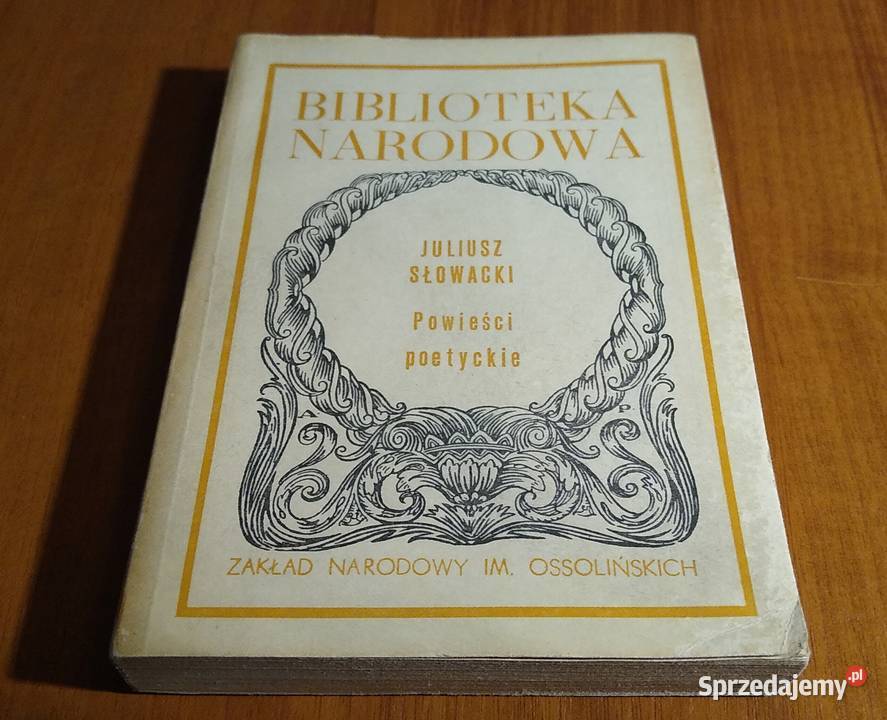 BIBLIOTEKA
NARODOWA
JULIUSZ
SŁOWACKI
Powieści
poetyckie
A P
ZAKŁAD NARODOWY IM. OSSOLIŃSKICH
Sprzedajemy.pl